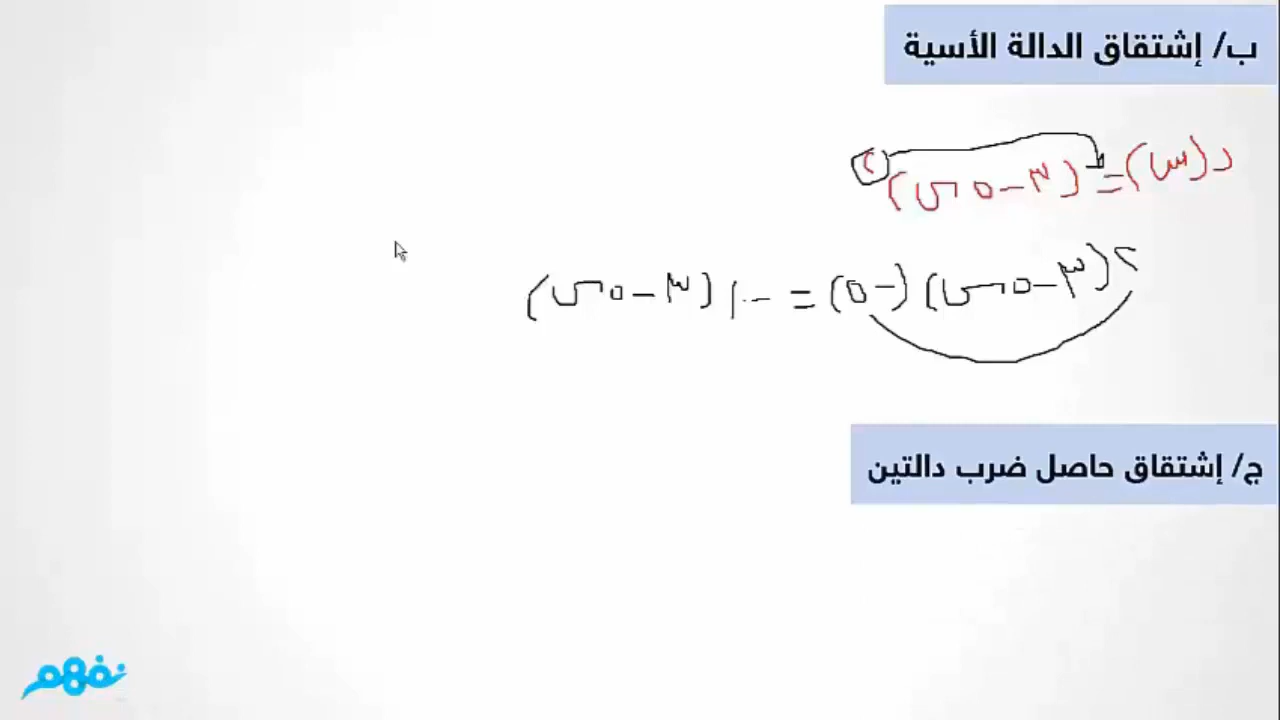 ب/ إشتقاق الدالة الأسية
د(س) = (٣ - ٥س)٢
٢(٣ - ٥س)(-٥) = -١٠(٣ - ٥س)
ج/ إشتقاق حاصل ضرب دالتين
نفهم